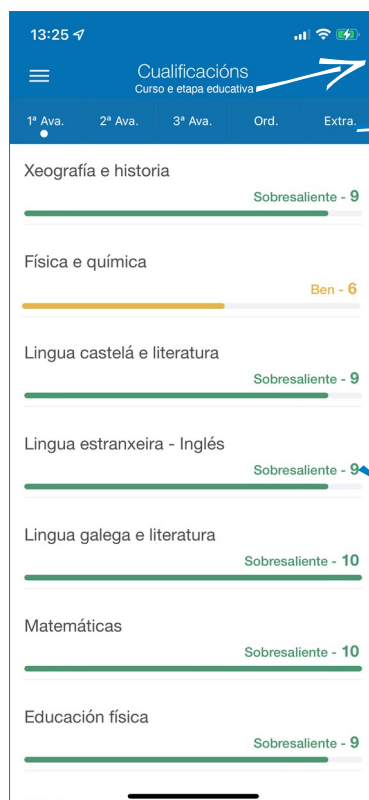 13:25
Cualificacións
Curso e etapa educativa
1ª Ava. 2ª Ava. 3ª Ava. Ord. Extra.
Xeografía e historia
Sobresaliente - 9
Física e química
Ben - 6
Lingua castelá e literatura
Sobresaliente - 9
Lingua estranxeira - Inglés
Sobresaliente - 9
Lingua galega e literatura
Sobresaliente - 10
Matemáticas
Sobresaliente - 10
Educación física
Sobresaliente - 9